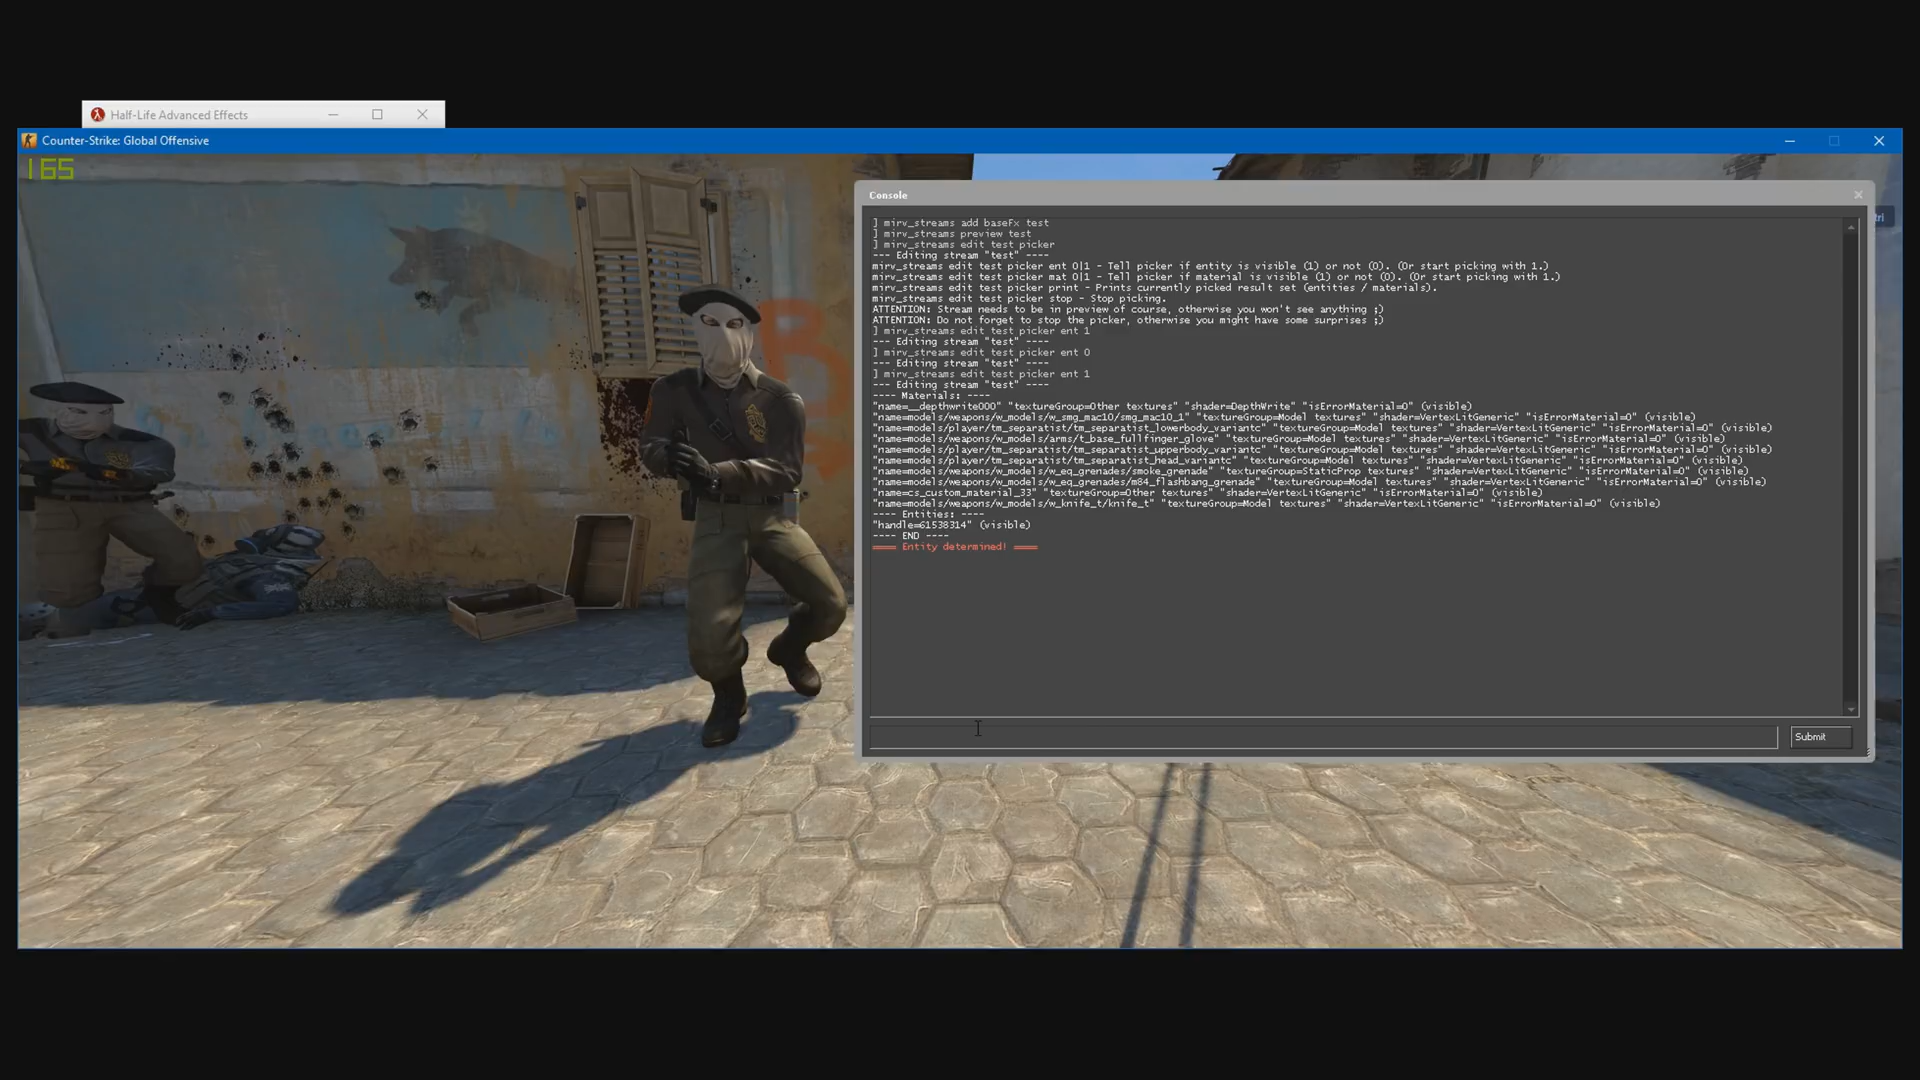 Half-Life Advanced Effects
Counter-Strike: Global Offensive
165
Console
] mirv_streams add baseFx test
] mirv_streams preview test
] mirv_streams edit test picker
--- Editing stream "test" ----
mirv_streams edit test picker ent 0|1 - Tell picker if entity is visible (1) or not (0). (Or start picking with 1.)
mirv_streams edit test picker mat 0|1 - Tell picker if material is visible (1) or not (0). (Or start picking with 1.)
mirv_streams edit test picker print - Prints currently picked result set (entities / materials).
mirv_streams edit test picker stop - Stop picking.
ATTENTION: Stream needs to be in preview of course, otherwise you won't see anything ;)
ATTENTION: Do not forget to stop the picker, otherwise you might have some surprises ;)
] mirv_streams edit test picker ent 1
--- Editing stream "test" ----
] mirv_streams edit test picker ent 0
--- Editing stream "test" ----
] mirv_streams edit test picker ent 1
--- Editing stream "test" ----
---- Materials: ----
"name=__depthwrite000" "textureGroup=Other textures" "shader=DepthWrite" "isErrorMaterial=0" (visible)
"name=models/weapons/w_models/w_smg_mac10/smg_mac10_1" "textureGroup=Model textures" "shader=VertexLitGeneric" "isErrorMaterial=0" (visible)
"name=models/player/tm_separatist/tm_separatist_lowerbody_variantc" "textureGroup=Model textures" "shader=VertexLitGeneric" "isErrorMaterial=0" (visible)
"name=models/weapons/w_models/arms/t_base_fullfinger_glove" "textureGroup=Model textures" "shader=VertexLitGeneric" "isErrorMaterial=0" (visible)
"name=models/player/tm_separatist/tm_separatist_upperbody_variantc" "textureGroup=Model textures" "shader=VertexLitGeneric" "isErrorMaterial=0" (visible)
"name=models/player/tm_separatist/tm_separatist_head_variantc" "textureGroup=Model textures" "shader=VertexLitGeneric" "isErrorMaterial=0" (visible)
"name=models/weapons/w_models/w_eq_grenades/smoke_grenade" "textureGroup=StaticProp textures" "shader=VertexLitGeneric" "isErrorMaterial=0" (visible)
"name=models/weapons/w_models/w_eq_grenades/m84_flashbang_grenade" "textureGroup=Model textures" "shader=VertexLitGeneric" "isErrorMaterial=0" (visible)
"name=cs_custom_material_33" "textureGroup=Other textures" "shader=VertexLitGeneric" "isErrorMaterial=0" (visible)
"name=models/weapons/w_models/w_knife_t/knife_t" "textureGroup=Model textures" "shader=VertexLitGeneric" "isErrorMaterial=0" (visible)
---- Entities: ----
"handle=61538314" (visible)
---- END ----
==== Entity determined! ====
Submit